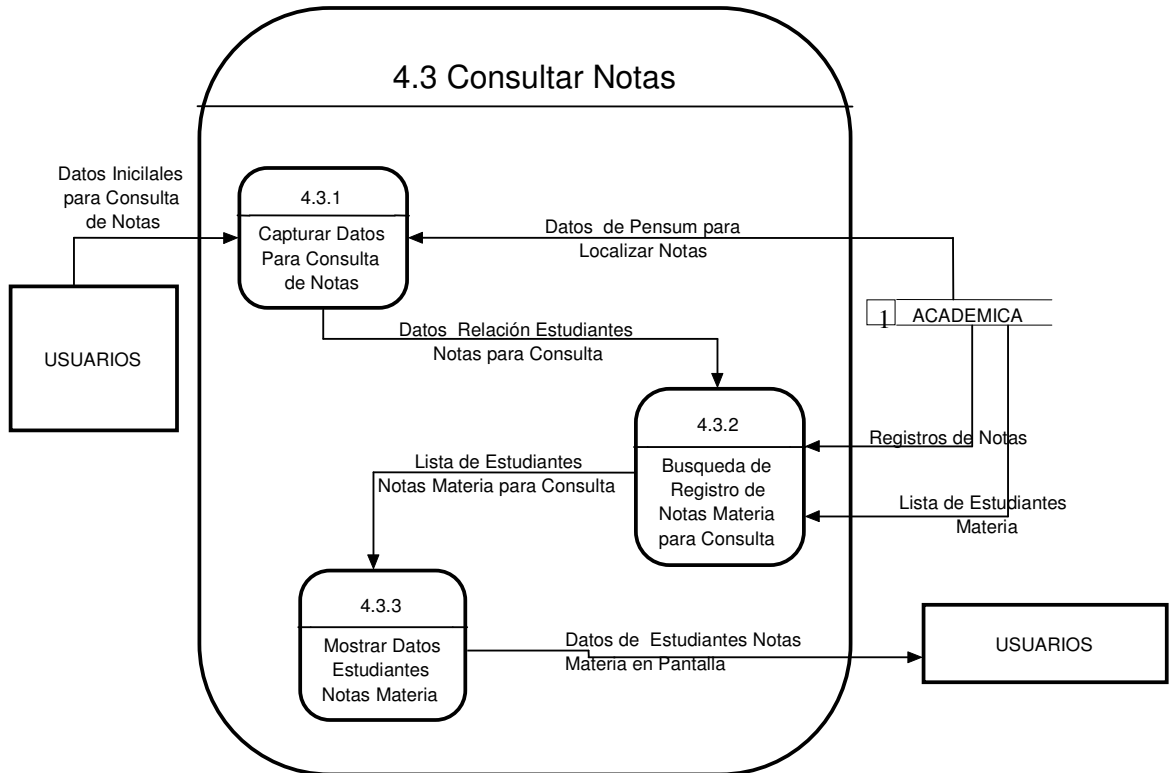 4.3 Consultar Notas
Datos Inicilales
para Consulta
de Notas
4.3.1
Capturar Datos
Para Consulta
de Notas
Datos de Pensum para
Localizar Notas
USUARIOS
1 ACADEMICA
Datos Relación Estudiantes
Notas para Consulta
4.3.2
Busqueda de
Registro de
Notas Materia
para Consulta
Registros de Notas
Lista de Estudiantes
Materia
Lista de Estudiantes
Notas Materia para Consulta
4.3.3
Mostrar Datos
Estudiantes
Notas Materia
Datos de Estudiantes Notas
Materia en Pantalla
USUARIOS